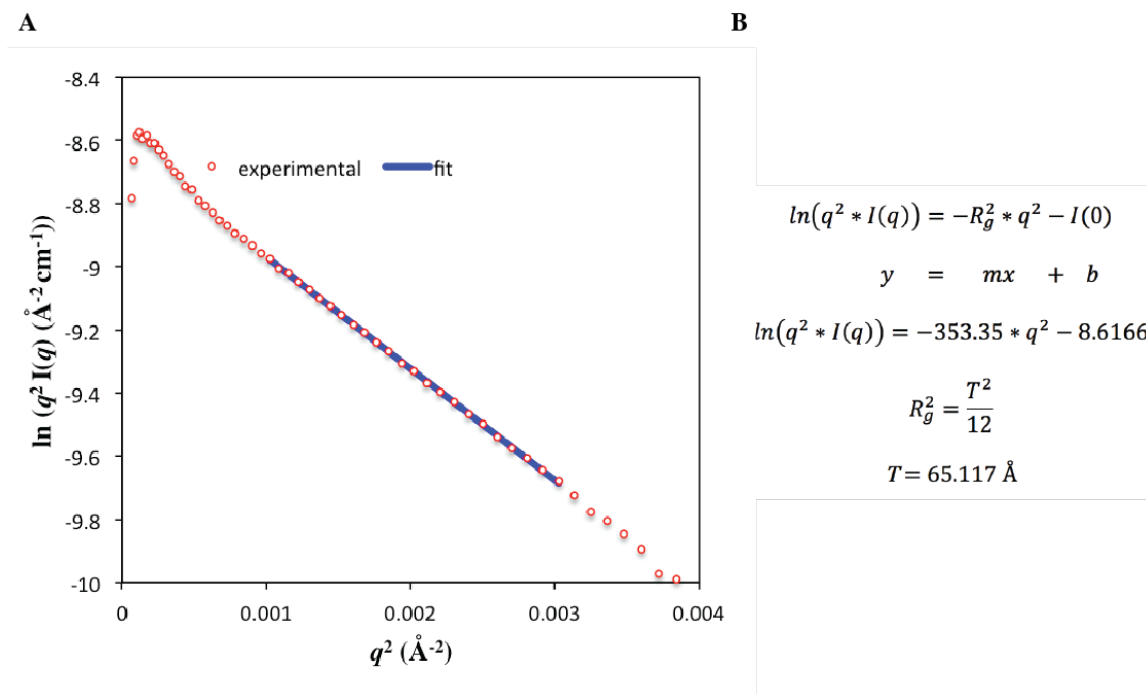 A
B
-8.4
-8.6
-8.8
-9
-9.2
-9.4
-9.6
-9.8
-10
experimental
fit
0
0.001
0.002
0.003
0.004
ln (q² I(q) (Å⁻² cm⁻¹))
q² (Å⁻²)
ln(q² * I(q)) = −R_g² * q² − I(0)
y = mx + b
ln(q² * I(q)) = −353.35 * q² − 8.6166
R_g² = T²/12
T = 65.117 Å